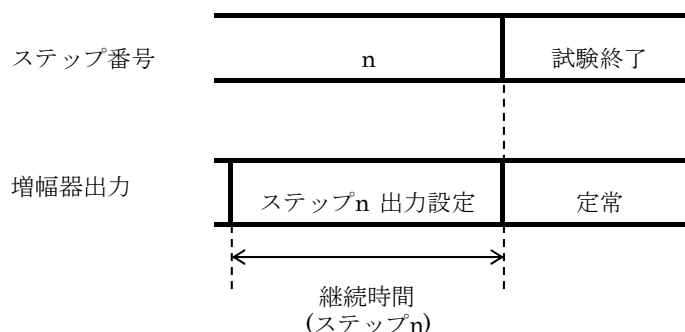 ステップ番号
n
試験終了
増幅器出力
ステップn 出力設定
定常
継続時間
(ステップn)